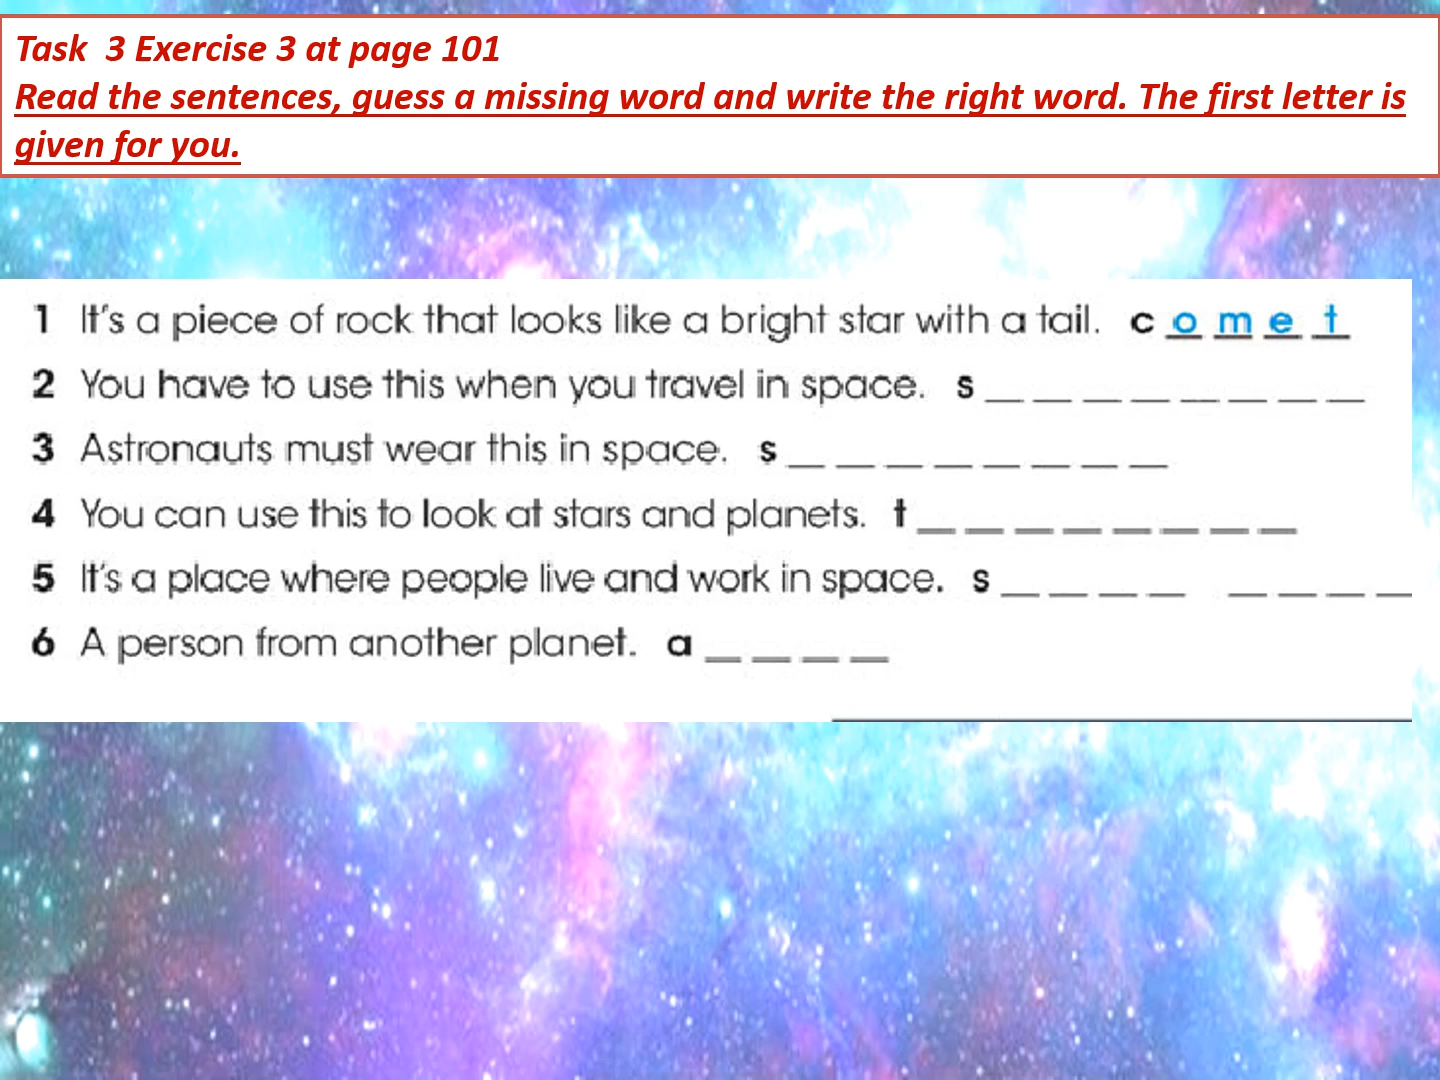 Task 3 Exercise 3 at page 101
Read the sentences, guess a missing word and write the right word. The first letter is
given for you.
1 It's a piece of rock that looks like a bright star with a tail. c o m e t
2 You have to use this when you travel in space. s _ _ _ _ _ _ _ _
3 Astronauts must wear this in space. s _ _ _ _ _ _ _ _
4 You can use this to look at stars and planets. t _ _ _ _ _ _ _ _
5 It's a place where people live and work in space. s _ _ _ _ _ _ _ _
6 A person from another planet. a _ _ _ _